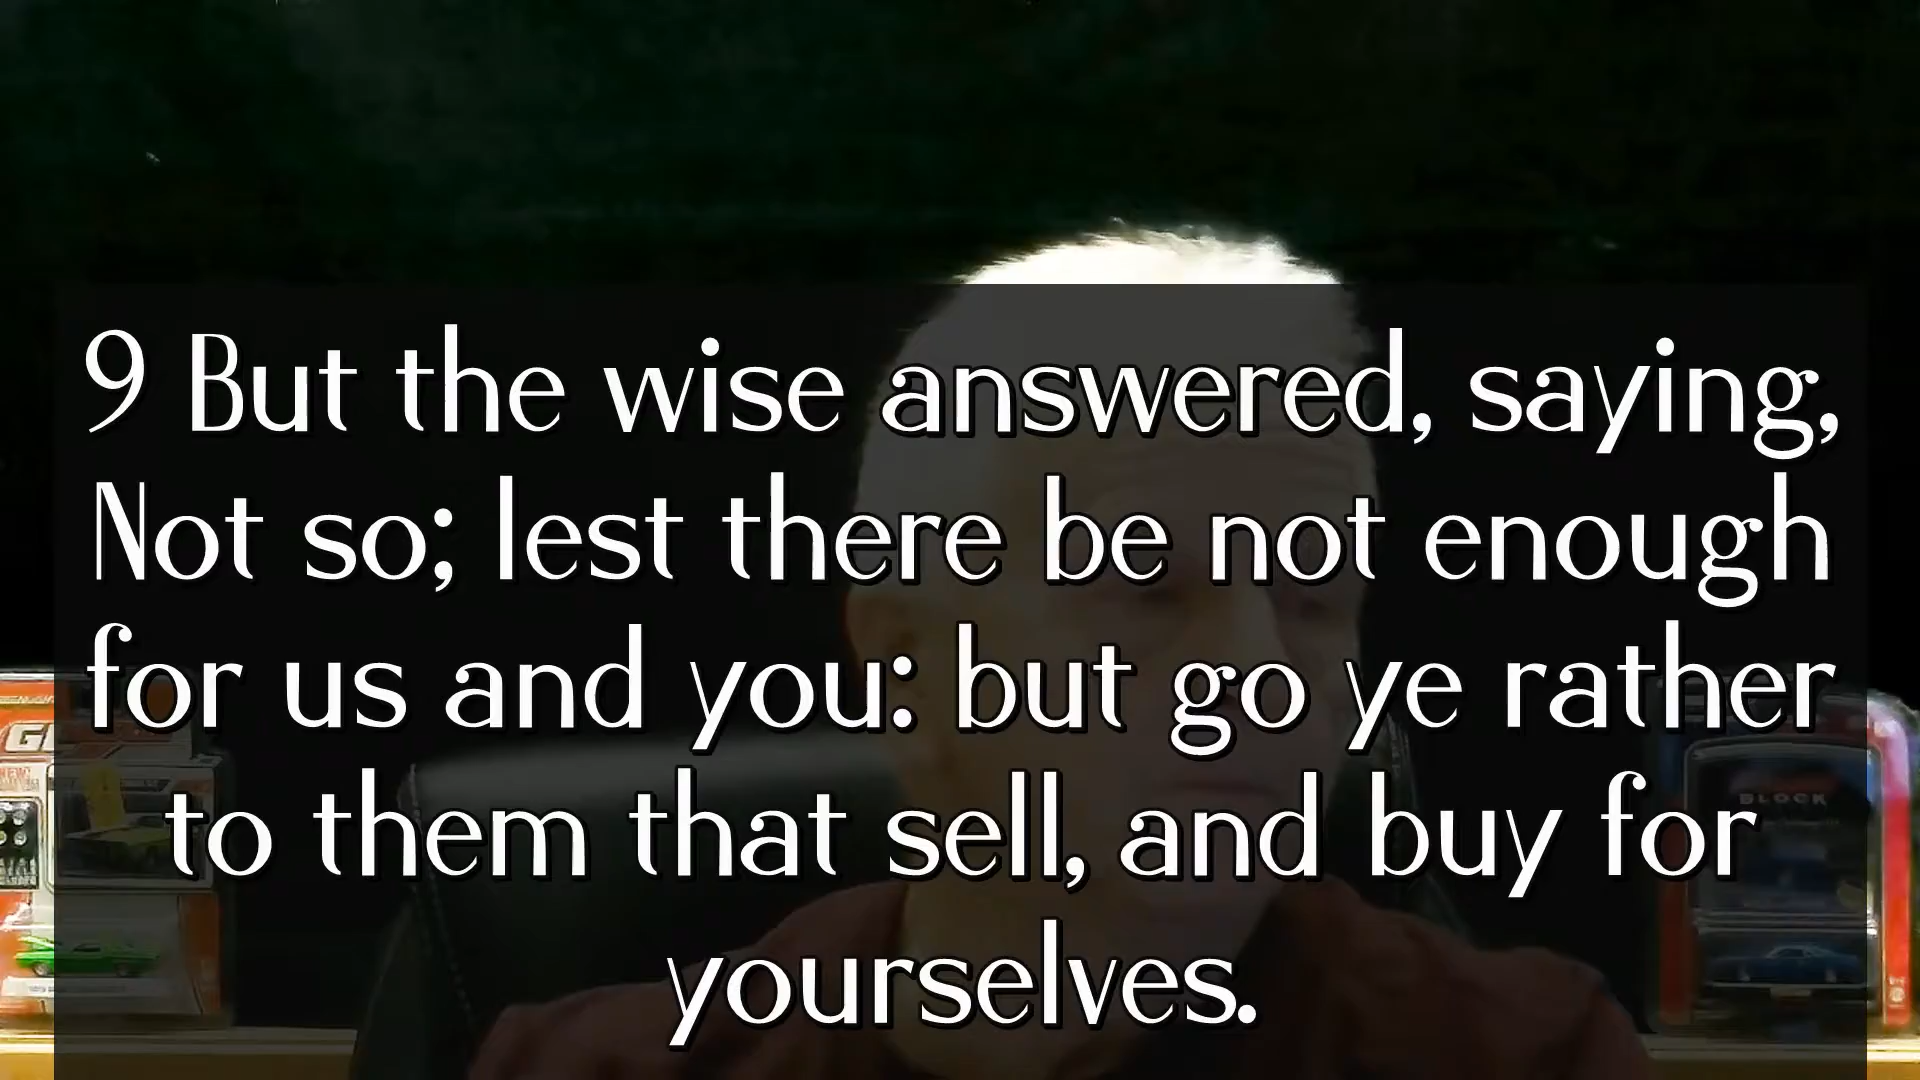 9 But the wise answered, saying,
Not so; lest there be not enough
for us and you: but go ye rather
to them that sell, and buy for
yourselves.
BLOCK